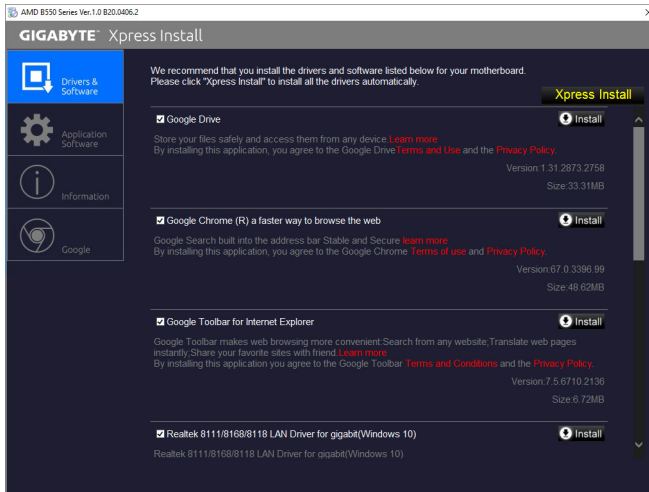 AMD B550 Series Ver.1.0 B20.0406.2
GIGABYTE™ Xpress Install
Drivers &
Software
Application
Software
Information
Google
We recommend that you install the drivers and software listed below for your motherboard.
Please click "Xpress Install" to install all the drivers automatically.
Xpress Install
Google Drive
Install
Store your files safely and access them from any device.Learn more
By installing this application, you agree to the Google DriveTerms and Use and the Privacy Policy.
Version:1.31.2873.2758
Size:33.31MB
Google Chrome (R) a faster way to browse the web
Install
Google Search built into the address bar Stable and Secure learn more
By installing this application, you agree to the Google Chrome Terms of use and Privacy Policy.
Version:67.0.3396.99
Size:48.62MB
Google Toolbar for Internet Explorer
Install
Google Toolbar makes web browsing more convenient:Search from any website;Translate web pages
instantly;Share your favorite sites with friend.Learn more
By installing this application you agree to the Google Toolbar Terms and Conditions and the Privacy Policy.
Version:7.5.6710.2136
Size:6.72MB
Realtek 8111/8168/8118 LAN Driver for gigabit(Windows 10)
Install
Realtek 8111/8168/8118 LAN Driver for gigabit(Windows 10)